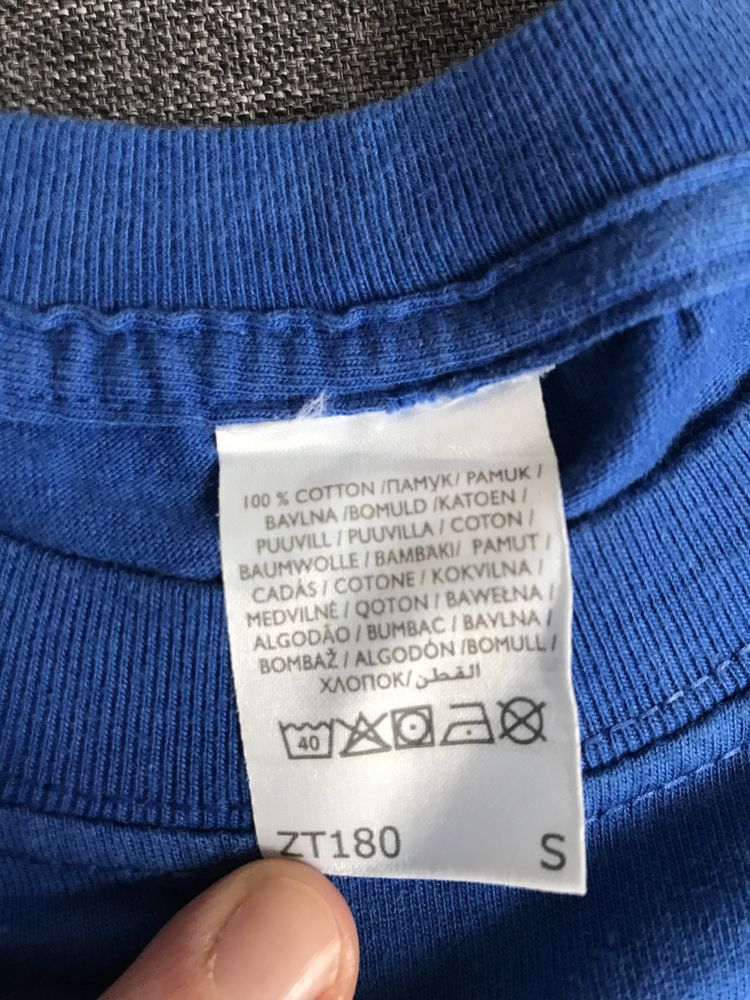 100 % COTTON /ПАМУК/ PAMUK /
BAVLNA /BOMULD /KATOEN /
PUUVILL / PUUVILLA / COTON /
BAUMWOLLE / BAMBAKI/ PAMUT /
CADÁS / COTONE / KOKVILNA /
MEDVILNĖ / QOTON / BAWEŁNA /
ALGODÃO / BUMBAC / BAVLNA /
BOMBAŽ / ALGODÓN /BOMULL /
ХЛОПОК/ القطن
40
ZT180 S